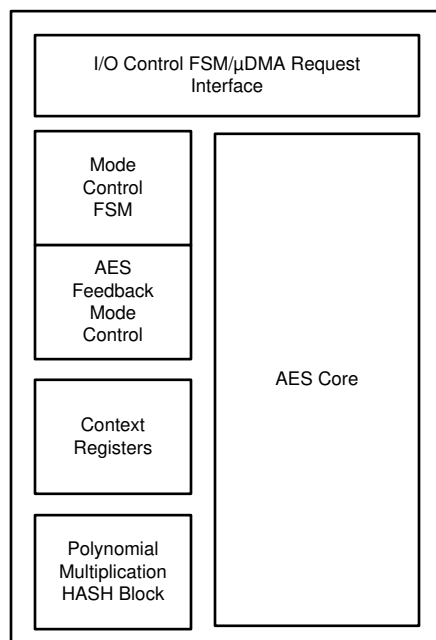 I/O Control FSM/µDMA Request
Interface
Mode
Control
FSM
AES
Feedback
Mode
Control
Context
Registers
Polynomial
Multiplication
HASH Block
AES Core